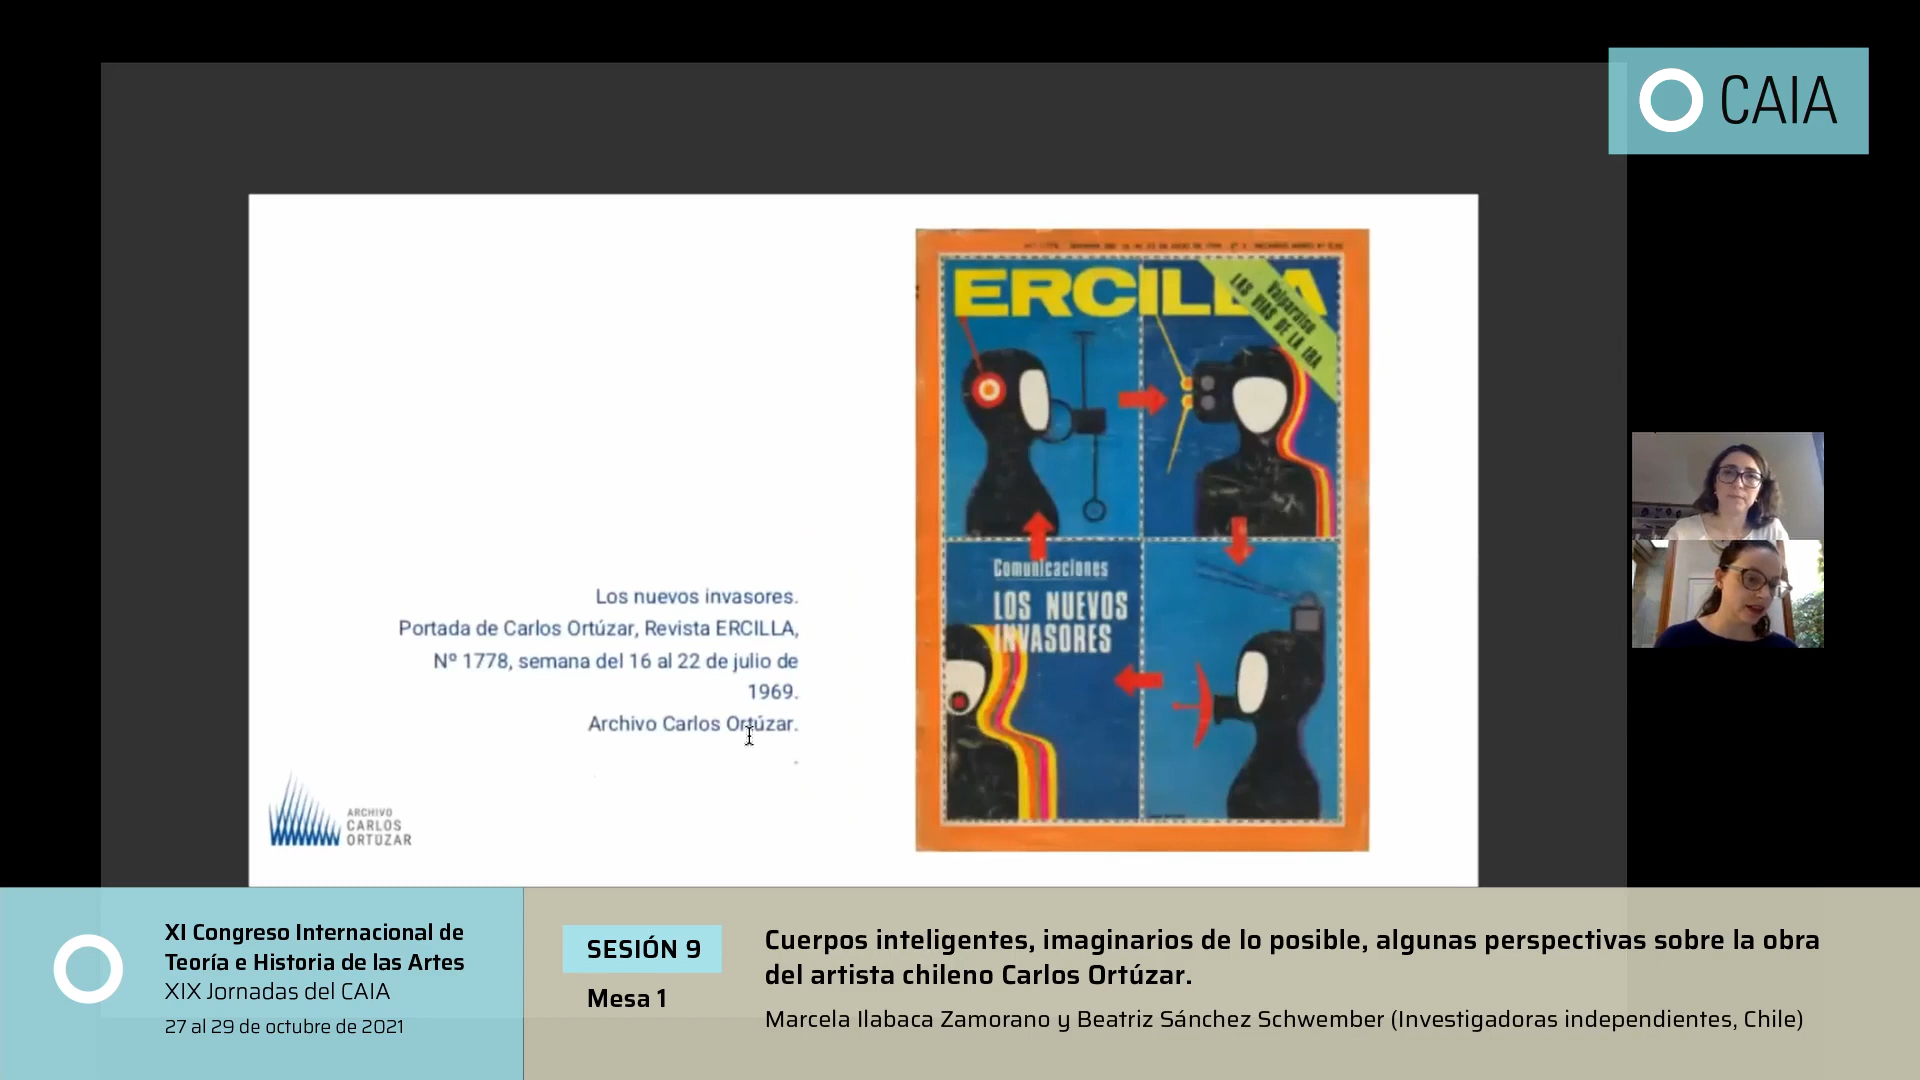 CAIA
ERCILLA
Valparaíso
LAS VIAS DE LA IRA
Comunicaciones
LOS NUEVOS
INVASORES
Los nuevos invasores.
Portada de Carlos Ortúzar, Revista ERCILLA,
Nº 1778, semana del 16 al 22 de julio de
1969.
Archivo Carlos Ortúzar.
.
ARCHIVO
CARLOS
ORTÚZAR
XI Congreso Internacional de
Teoría e Historia de las Artes
XIX Jornadas del CAIA
27 al 29 de octubre de 2021
SESIÓN 9
Mesa 1
Cuerpos inteligentes, imaginarios de lo posible, algunas perspectivas sobre la obra
del artista chileno Carlos Ortúzar.
Marcela Ilabaca Zamorano y Beatriz Sánchez Schwember (Investigadoras independientes, Chile)